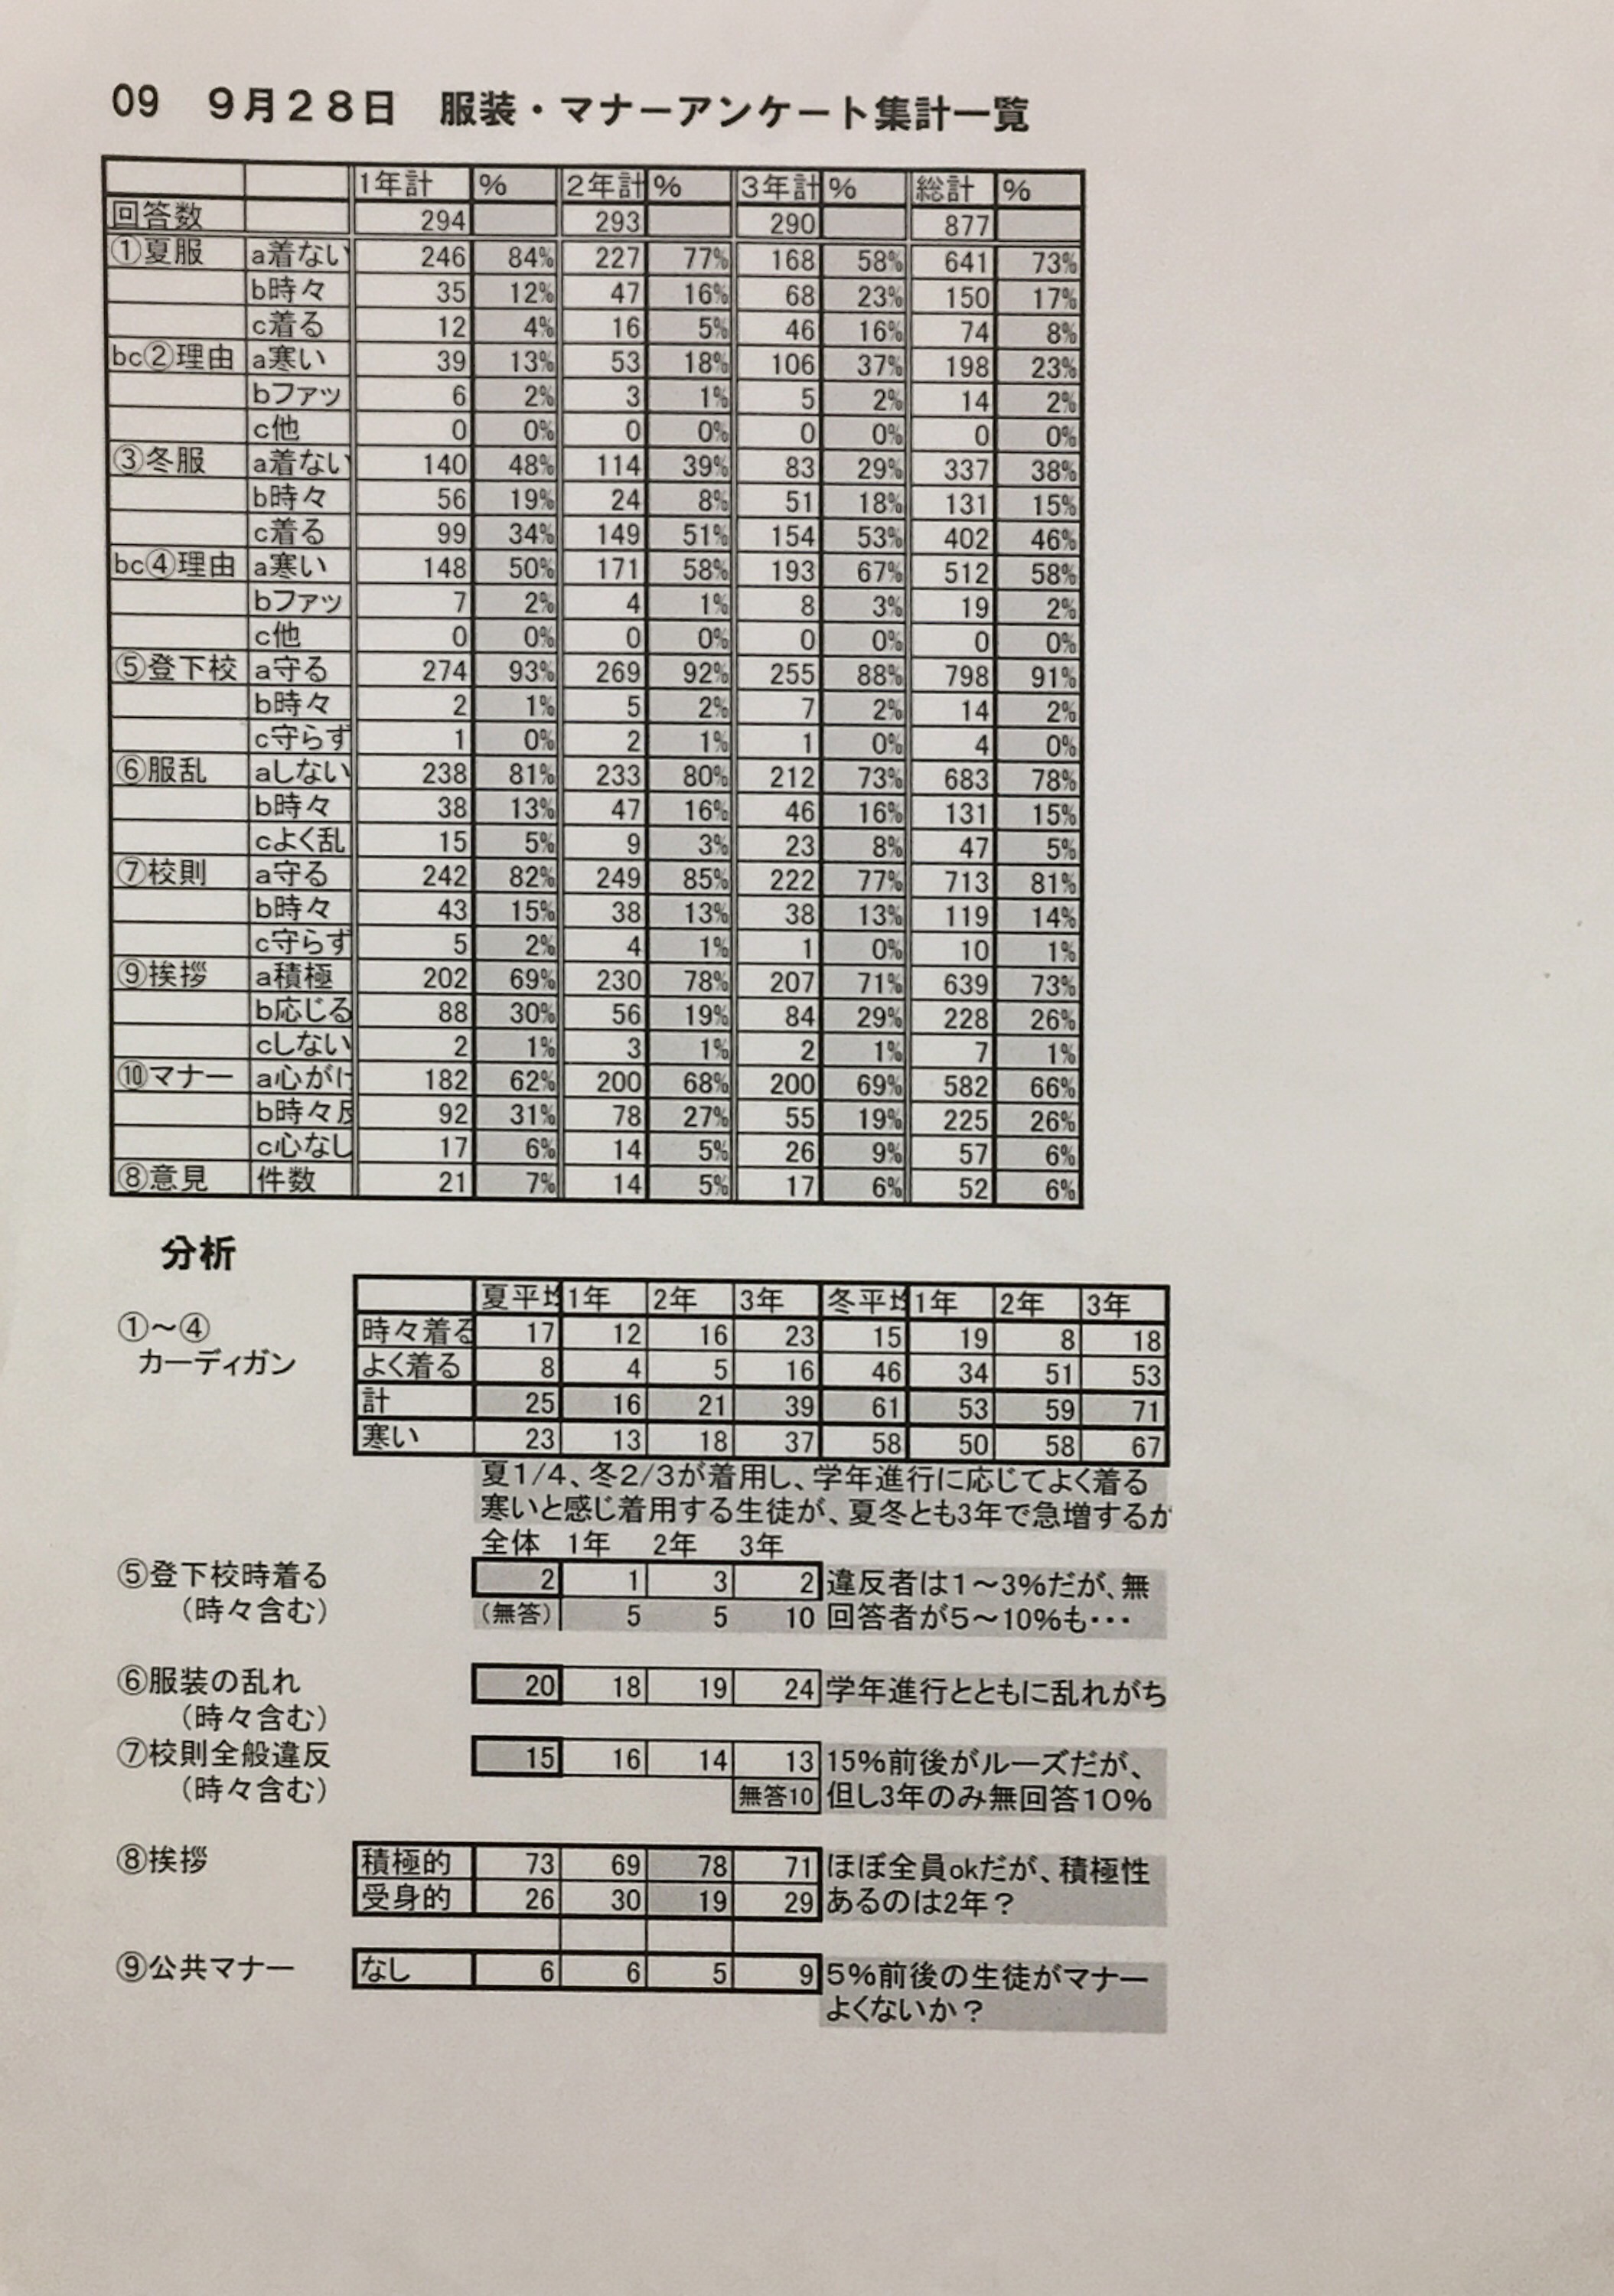 09　９月２８日　服装・マナーアンケート集計一覧
1年計 % 2年計 % 3年計 % 総計 %
回答数 294 293 290 877
①夏服 a着ない 246 84% 227 77% 168 58% 641 73%
b時々 35 12% 47 16% 68 23% 150 17%
c着る 12 4% 16 5% 46 16% 74 8%
bc②理由 a寒い 39 13% 53 18% 106 37% 198 23%
bファッ 6 2% 3 1% 5 2% 14 2%
c他 0 0% 0 0% 0 0% 0 0%
③冬服 a着ない 140 48% 114 39% 83 29% 337 38%
b時々 56 19% 24 8% 51 18% 131 15%
c着る 99 34% 149 51% 154 53% 402 46%
bc④理由 a寒い 148 50% 171 58% 193 67% 512 58%
bファッ 7 2% 4 1% 8 3% 19 2%
c他 0 0% 0 0% 0 0% 0 0%
⑤登下校 a守る 274 93% 269 92% 255 88% 798 91%
b時々 2 1% 5 2% 7 2% 14 2%
c守らず 1 0% 2 1% 1 0% 4 0%
⑥服乱 aしない 238 81% 233 80% 212 73% 683 78%
b時々 38 13% 47 16% 46 16% 131 15%
cよく乱 15 5% 9 3% 23 8% 47 5%
⑦校則 a守る 242 82% 249 85% 222 77% 713 81%
b時々 43 15% 38 13% 38 13% 119 14%
c守らず 5 2% 4 1% 1 0% 10 1%
⑨挨拶 a積極 202 69% 230 78% 207 71% 639 73%
b応じる 88 30% 56 19% 84 29% 228 26%
cしない 2 1% 3 1% 2 1% 7 1%
⑩マナー a心がけ 182 62% 200 68% 200 69% 582 66%
b時々反 92 31% 78 27% 55 19% 225 26%
c心なし 17 6% 14 5% 26 9% 57 6%
⑧意見 件数 21 7% 14 5% 17 6% 52 6%
分析
夏平均 1年 2年 3年 冬平均 1年 2年 3年
①～④ 時々着る 17 12 16 23 15 19 8 18
カーディガン よく着る 8 4 5 16 46 34 51 53
計 25 16 21 39 61 53 59 71
寒い 23 13 18 37 58 50 58 67
夏1/4、冬2/3が着用し、学年進行に応じてよく着る
寒いと感じ着用する生徒が、夏冬とも3年で急増するが
全体 1年 2年 3年
⑤登下校時着る 2 1 3 2 違反者は1～3%だが、無
（時々含む） （無答） 5 5 10 回答者が5～10%も・・・
⑥服装の乱れ 20 18 19 24 学年進行とともに乱れがち
（時々含む）
⑦校則全般違反 15 16 14 13 15%前後がルーズだが、
（時々含む） 無答10 但し3年のみ無回答10%
⑧挨拶 積極的 73 69 78 71 ほぼ全員okだが、積極性
受身的 26 30 19 29 あるのは2年？
⑨公共マナー なし 6 6 5 9 5%前後の生徒がマナー
よくないか？